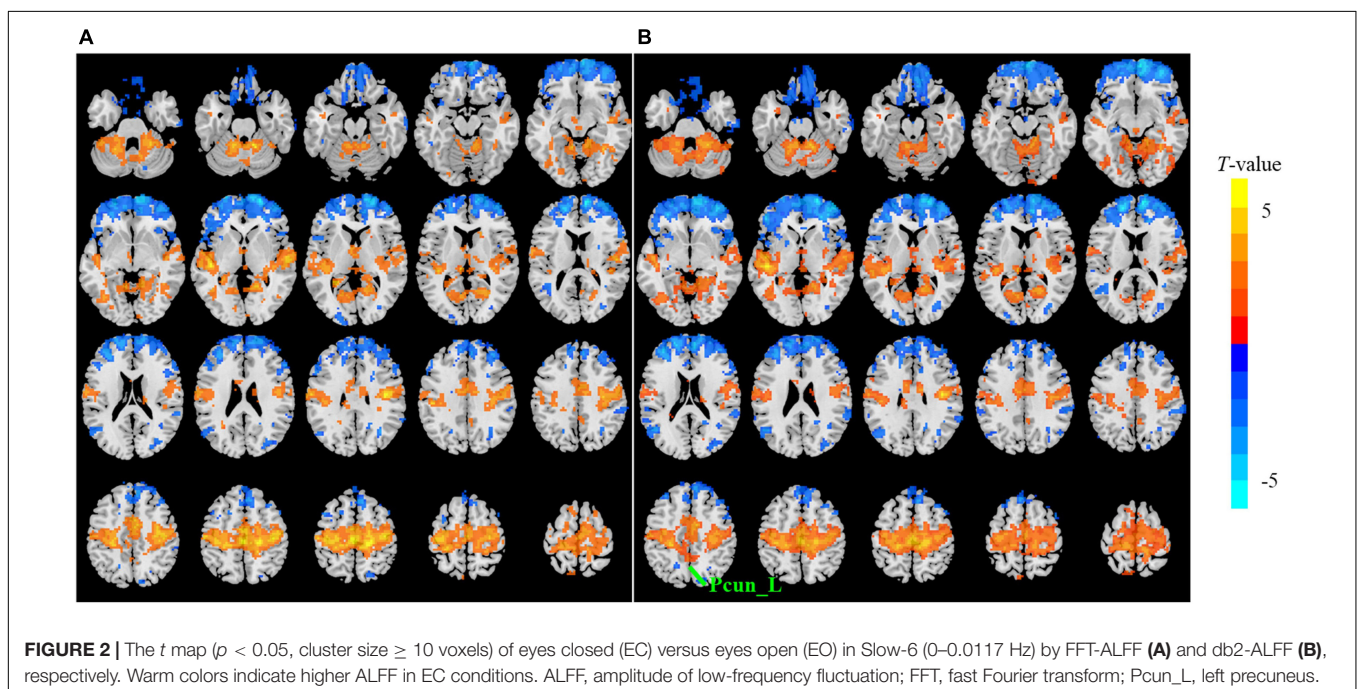 A
B
T-value
5
-5
Pcun_L
FIGURE 2 | The t map (p < 0.05, cluster size ≥ 10 voxels) of eyes closed (EC) versus eyes open (EO) in Slow-6 (0–0.0117 Hz) by FFT-ALFF (A) and db2-ALFF (B),
respectively. Warm colors indicate higher ALFF in EC conditions. ALFF, amplitude of low-frequency fluctuation; FFT, fast Fourier transform; Pcun_L, left precuneus.